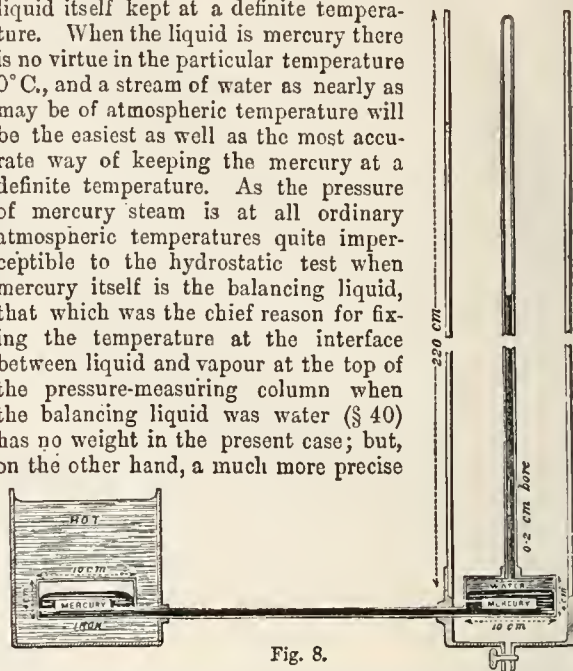 liquid itself kept at a definite tempera-
ture. When the liquid is mercury there
is no virtue in the particular temperature
0° C., and a stream of water as nearly as
may be of atmospheric temperature will
be the easiest as well as the most accu-
rate way of keeping the mercury at a
definite temperature. As the pressure
of mercury steam is at all ordinary
atmospheric temperatures quite imper-
ceptible to the hydrostatic test when
mercury itself is the balancing liquid,
that which was the chief reason for fix-
ing the temperature at the interface
between liquid and vapour at the top of
the pressure-measuring column when
the balancing liquid was water (§ 40)
has no weight in the present case; but,
on the other hand, a much more precise
220 cm
0·2 cm bore
HOT
10 cm
MERCURY
IRON
WATER
MERCURY
10 cm
Fig. 8.